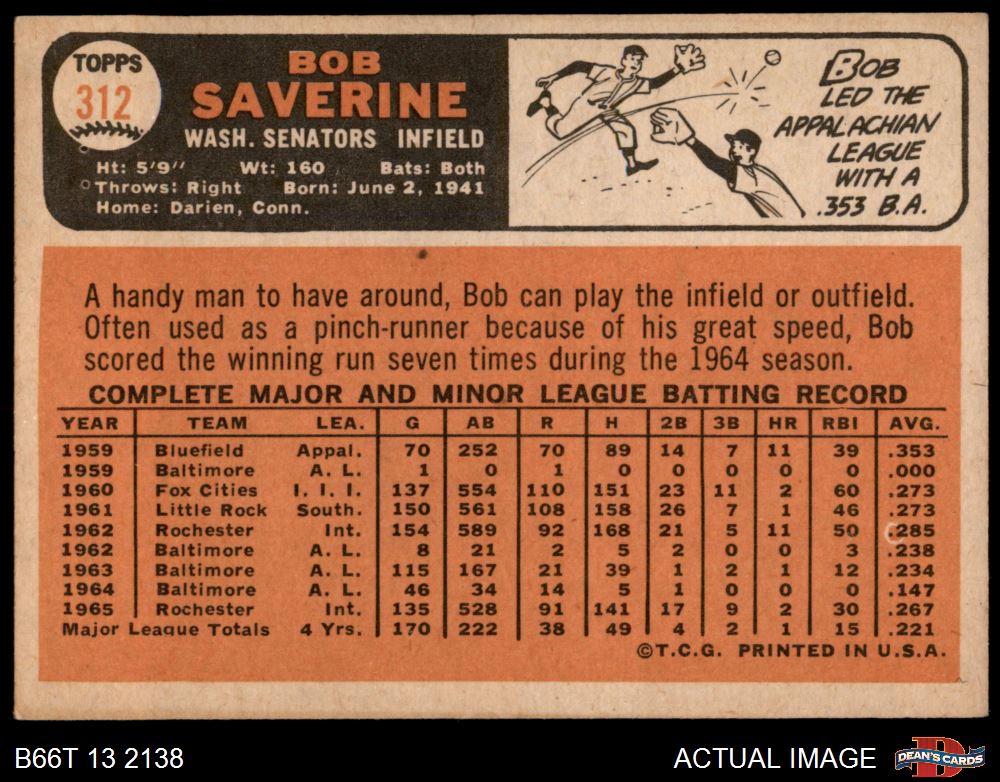 TOPPS
312
BOB
SAVERINE
WASH. SENATORS INFIELD
Ht: 5'9" Wt: 160 Bats: Both
Throws: Right Born: June 2, 1941
Home: Darien, Conn.
BOB
LED THE
APPALACHIAN
LEAGUE
WITH A
.353 B.A.
A handy man to have around, Bob can play the infield or outfield.
Often used as a pinch-runner because of his great speed, Bob
scored the winning run seven times during the 1964 season.
COMPLETE MAJOR AND MINOR LEAGUE BATTING RECORD
YEAR TEAM LEA. G AB R H 2B 3B HR RBI AVG.
1959 Bluefield Appal. 70 252 70 89 14 7 11 39 .353
1959 Baltimore A. L. 1 0 1 0 0 0 0 0 .000
1960 Fox Cities I. I. I. 137 554 110 151 23 11 2 60 .273
1961 Little Rock South. 150 561 108 158 26 7 1 46 .273
1962 Rochester Int. 154 589 92 168 21 5 11 50 .285
1962 Baltimore A. L. 8 21 2 5 2 0 0 3 .238
1963 Baltimore A. L. 115 167 21 39 1 2 1 12 .234
1964 Baltimore A. L. 46 34 14 5 1 0 0 0 .147
1965 Rochester Int. 135 528 91 141 17 9 2 30 .267
Major League Totals 4 Yrs. 170 222 38 49 4 2 1 15 .221
©T.C.G. PRINTED IN U.S.A.
B66T 13 2138
ACTUAL IMAGE
D
DEAN'S CARDS